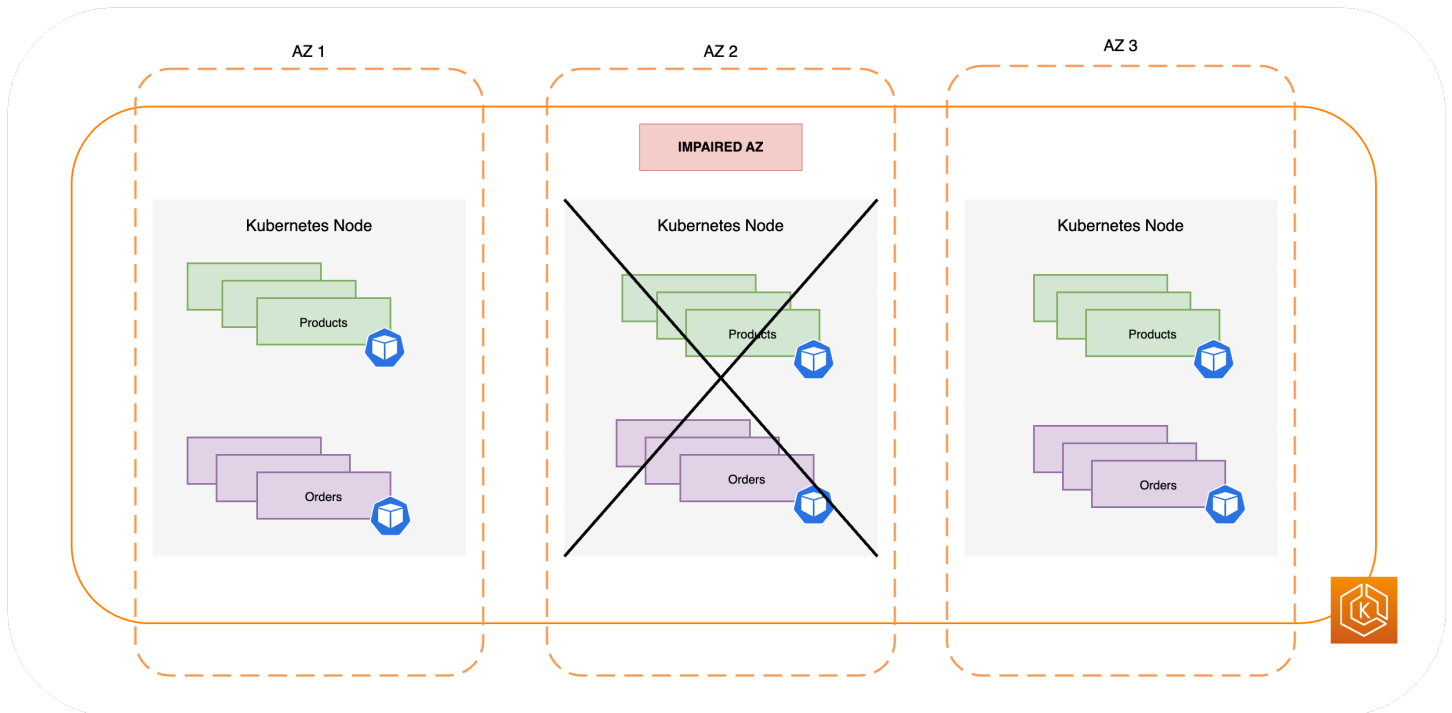 AZ 1
AZ 2
AZ 3
IMPAIRED AZ
Kubernetes Node
Kubernetes Node
Kubernetes Node
Products
Products
Products
Orders
Orders
Orders
K